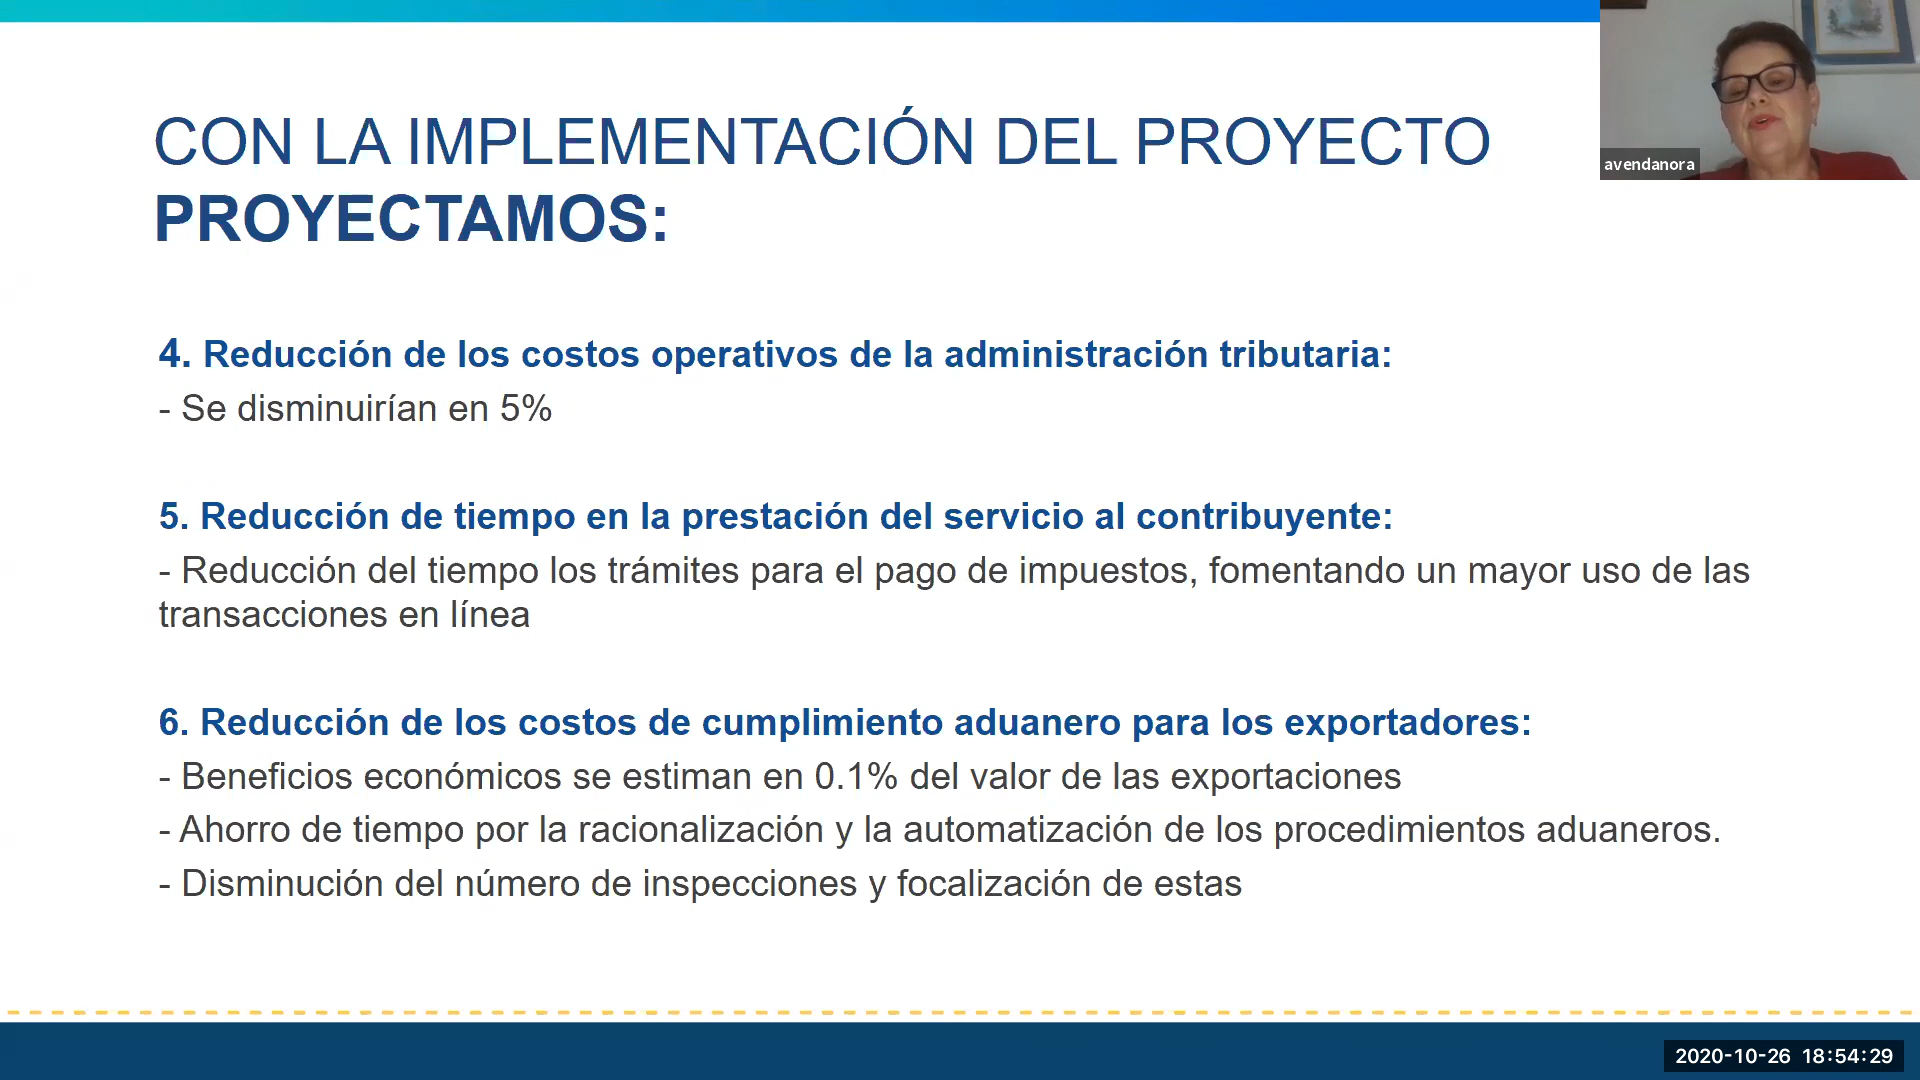 CON LA IMPLEMENTACIÓN DEL PROYECTO
PROYECTAMOS:
avendanora
4. Reducción de los costos operativos de la administración tributaria:
- Se disminuirían en 5%
5. Reducción de tiempo en la prestación del servicio al contribuyente:
- Reducción del tiempo los trámites para el pago de impuestos, fomentando un mayor uso de las
transacciones en línea
6. Reducción de los costos de cumplimiento aduanero para los exportadores:
- Beneficios económicos se estiman en 0.1% del valor de las exportaciones
- Ahorro de tiempo por la racionalización y la automatización de los procedimientos aduaneros.
- Disminución del número de inspecciones y focalización de estas
2020-10-26 18:54:29